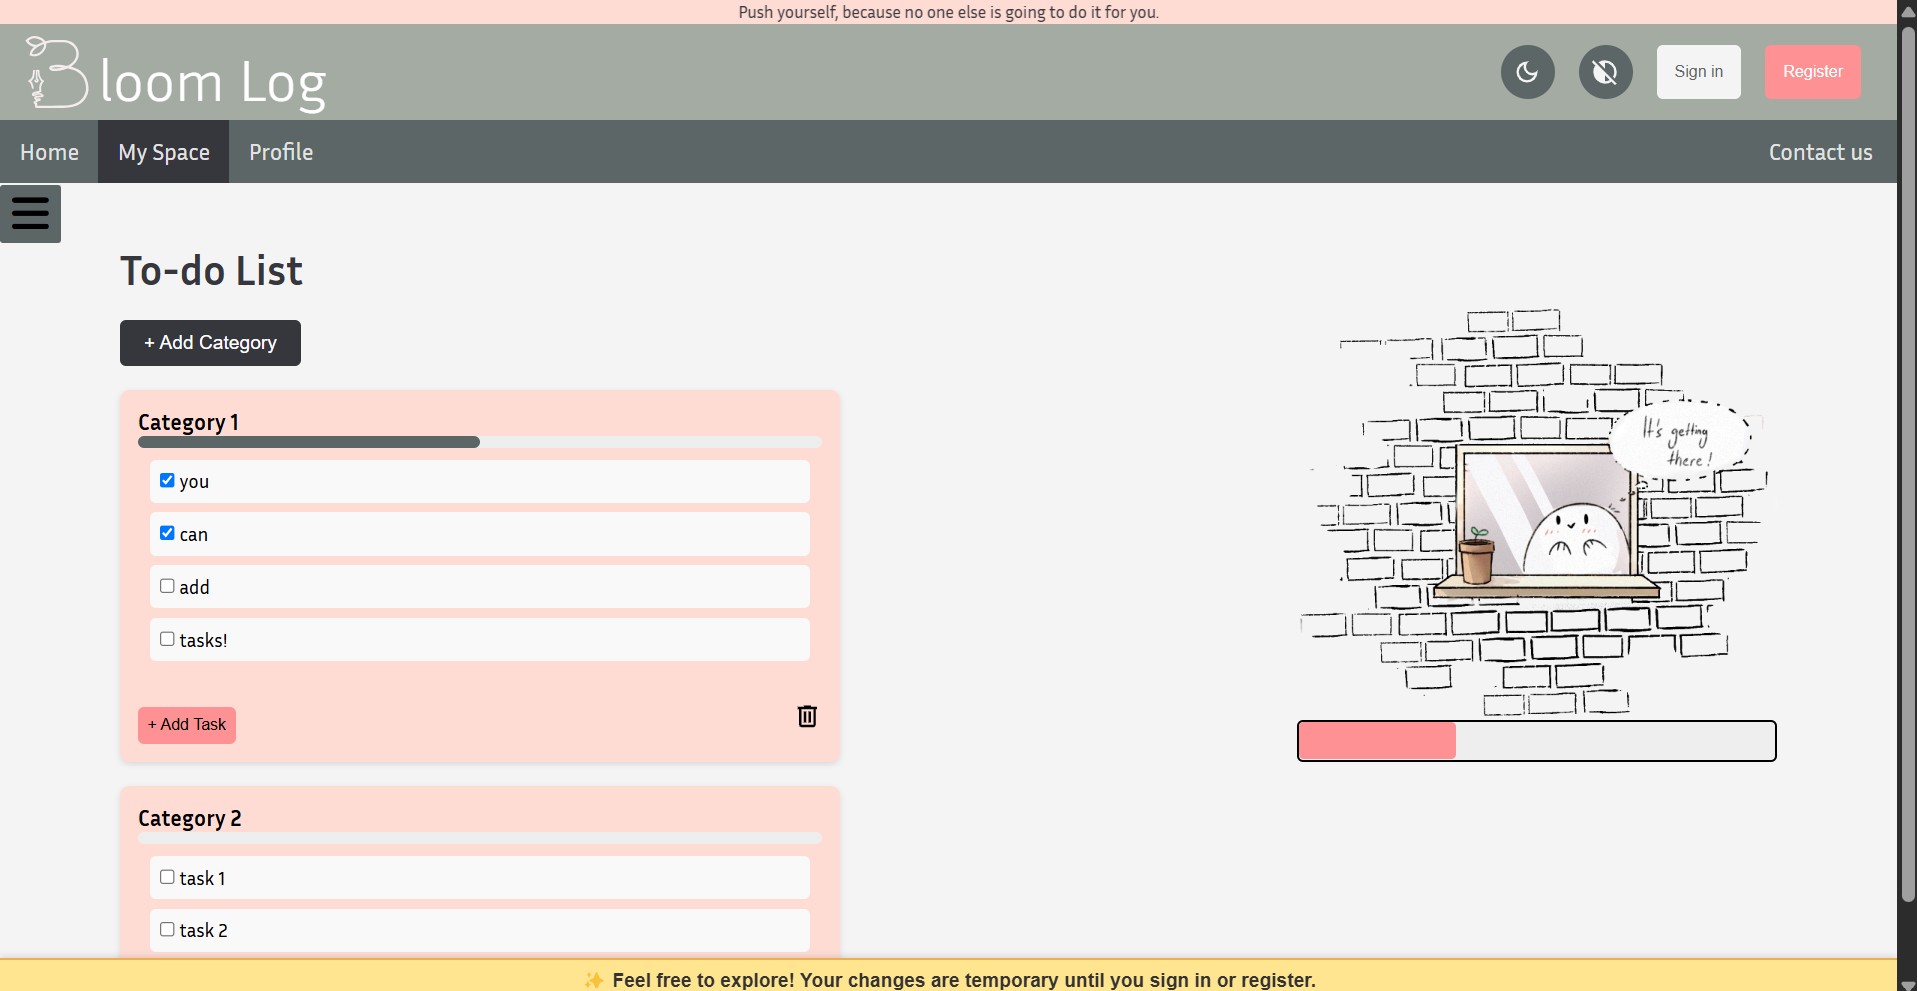 Push yourself, because no one else is going to do it for you.
Bloom Log
Sign in
Register
Home
My Space
Profile
Contact us
To-do List
+ Add Category
Category 1
you
can
add
tasks!
+ Add Task
It's getting
there!
Category 2
task 1
task 2
✨ Feel free to explore! Your changes are temporary until you sign in or register.